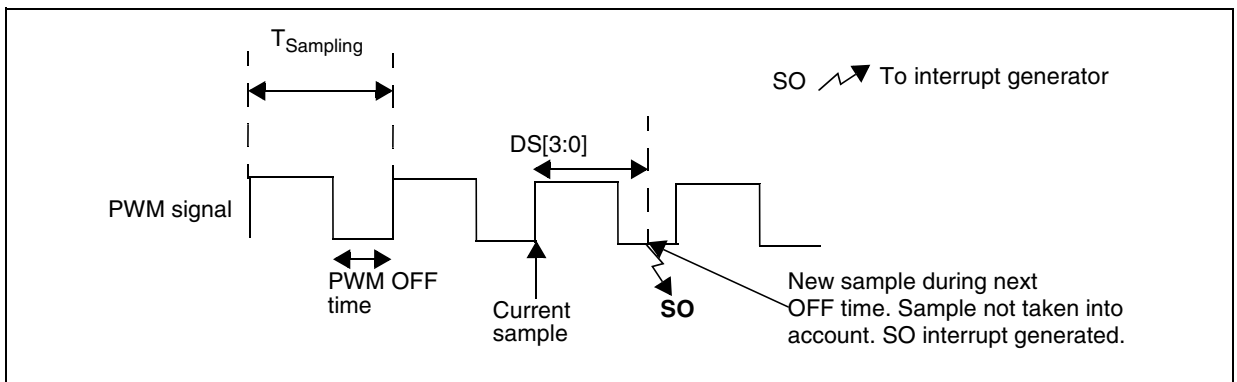 T_Sampling
SO To interrupt generator
DS[3:0]
PWM signal
PWM OFF
time
Current
sample
SO
New sample during next
OFF time. Sample not taken into
account. SO interrupt generated.